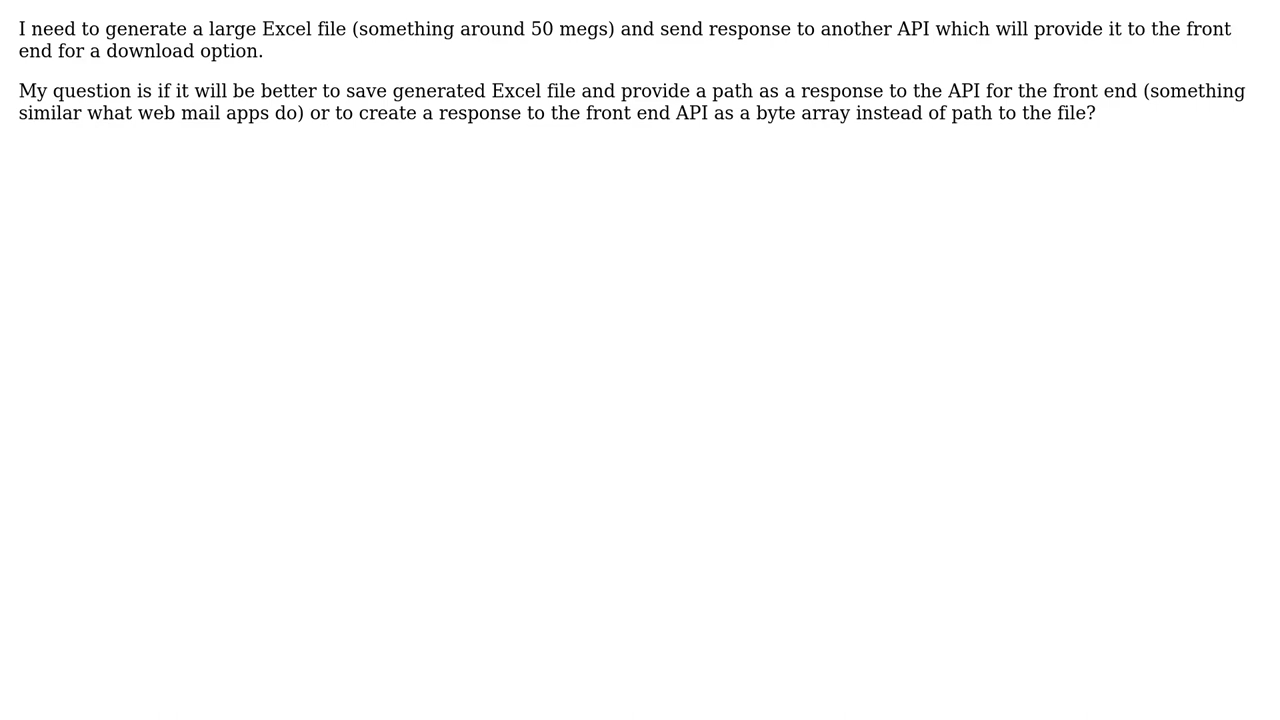 I need to generate a large Excel file (something around 50 megs) and send response to another API which will provide it to the front
end for a download option.
My question is if it will be better to save generated Excel file and provide a path as a response to the API for the front end (something
similar what web mail apps do) or to create a response to the front end API as a byte array instead of path to the file?